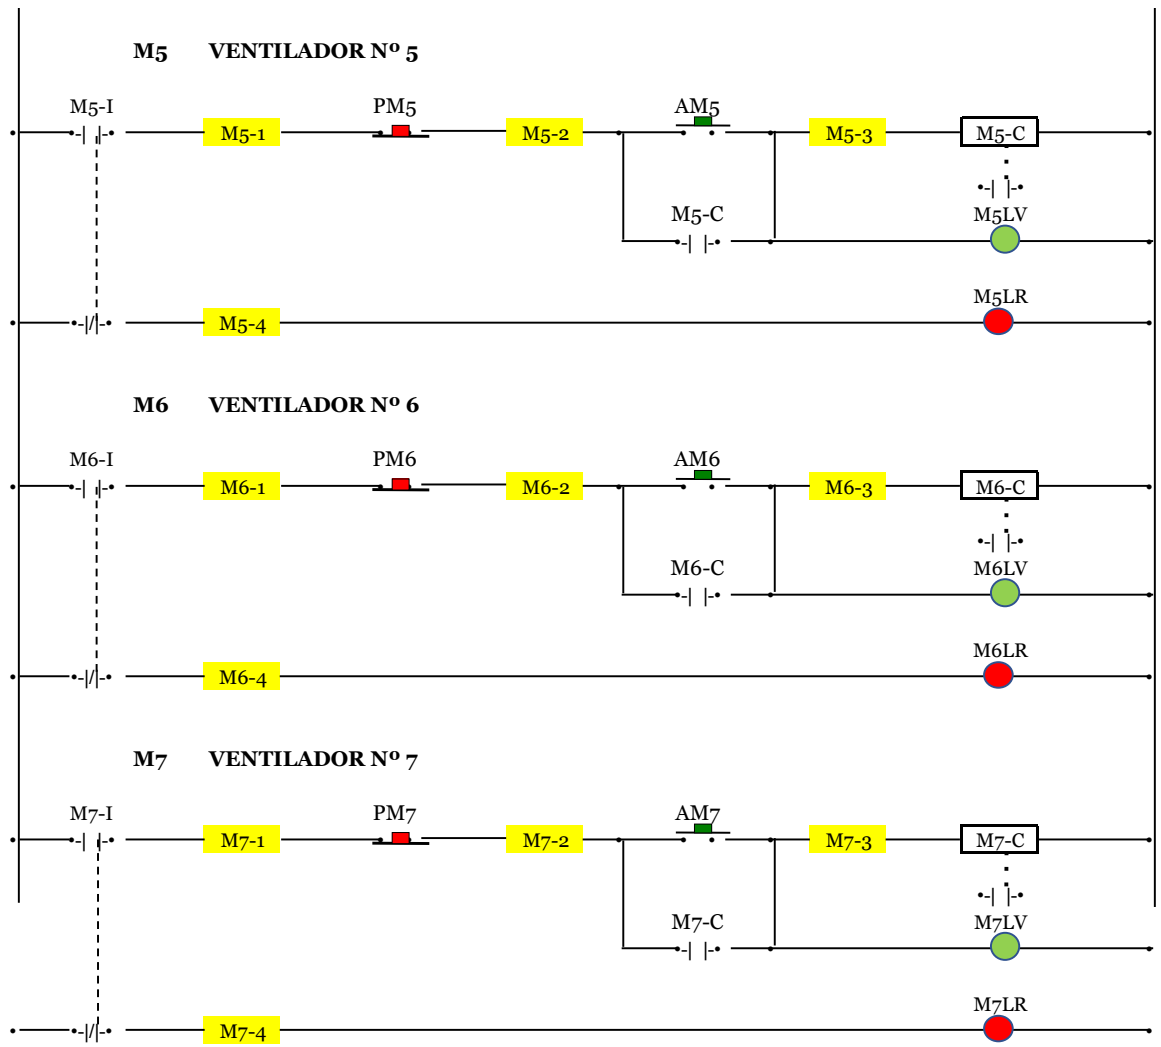 M5 VENTILADOR Nº 5
M5-I PM5 AM5
M5-1 M5-2 M5-3 M5-C
M5-C M5LV
M5LR
M5-4
M6 VENTILADOR Nº 6
M6-I PM6 AM6
M6-1 M6-2 M6-3 M6-C
M6-C M6LV
M6LR
M6-4
M7 VENTILADOR Nº 7
M7-I PM7 AM7
M7-1 M7-2 M7-3 M7-C
M7-C M7LV
M7LR
M7-4